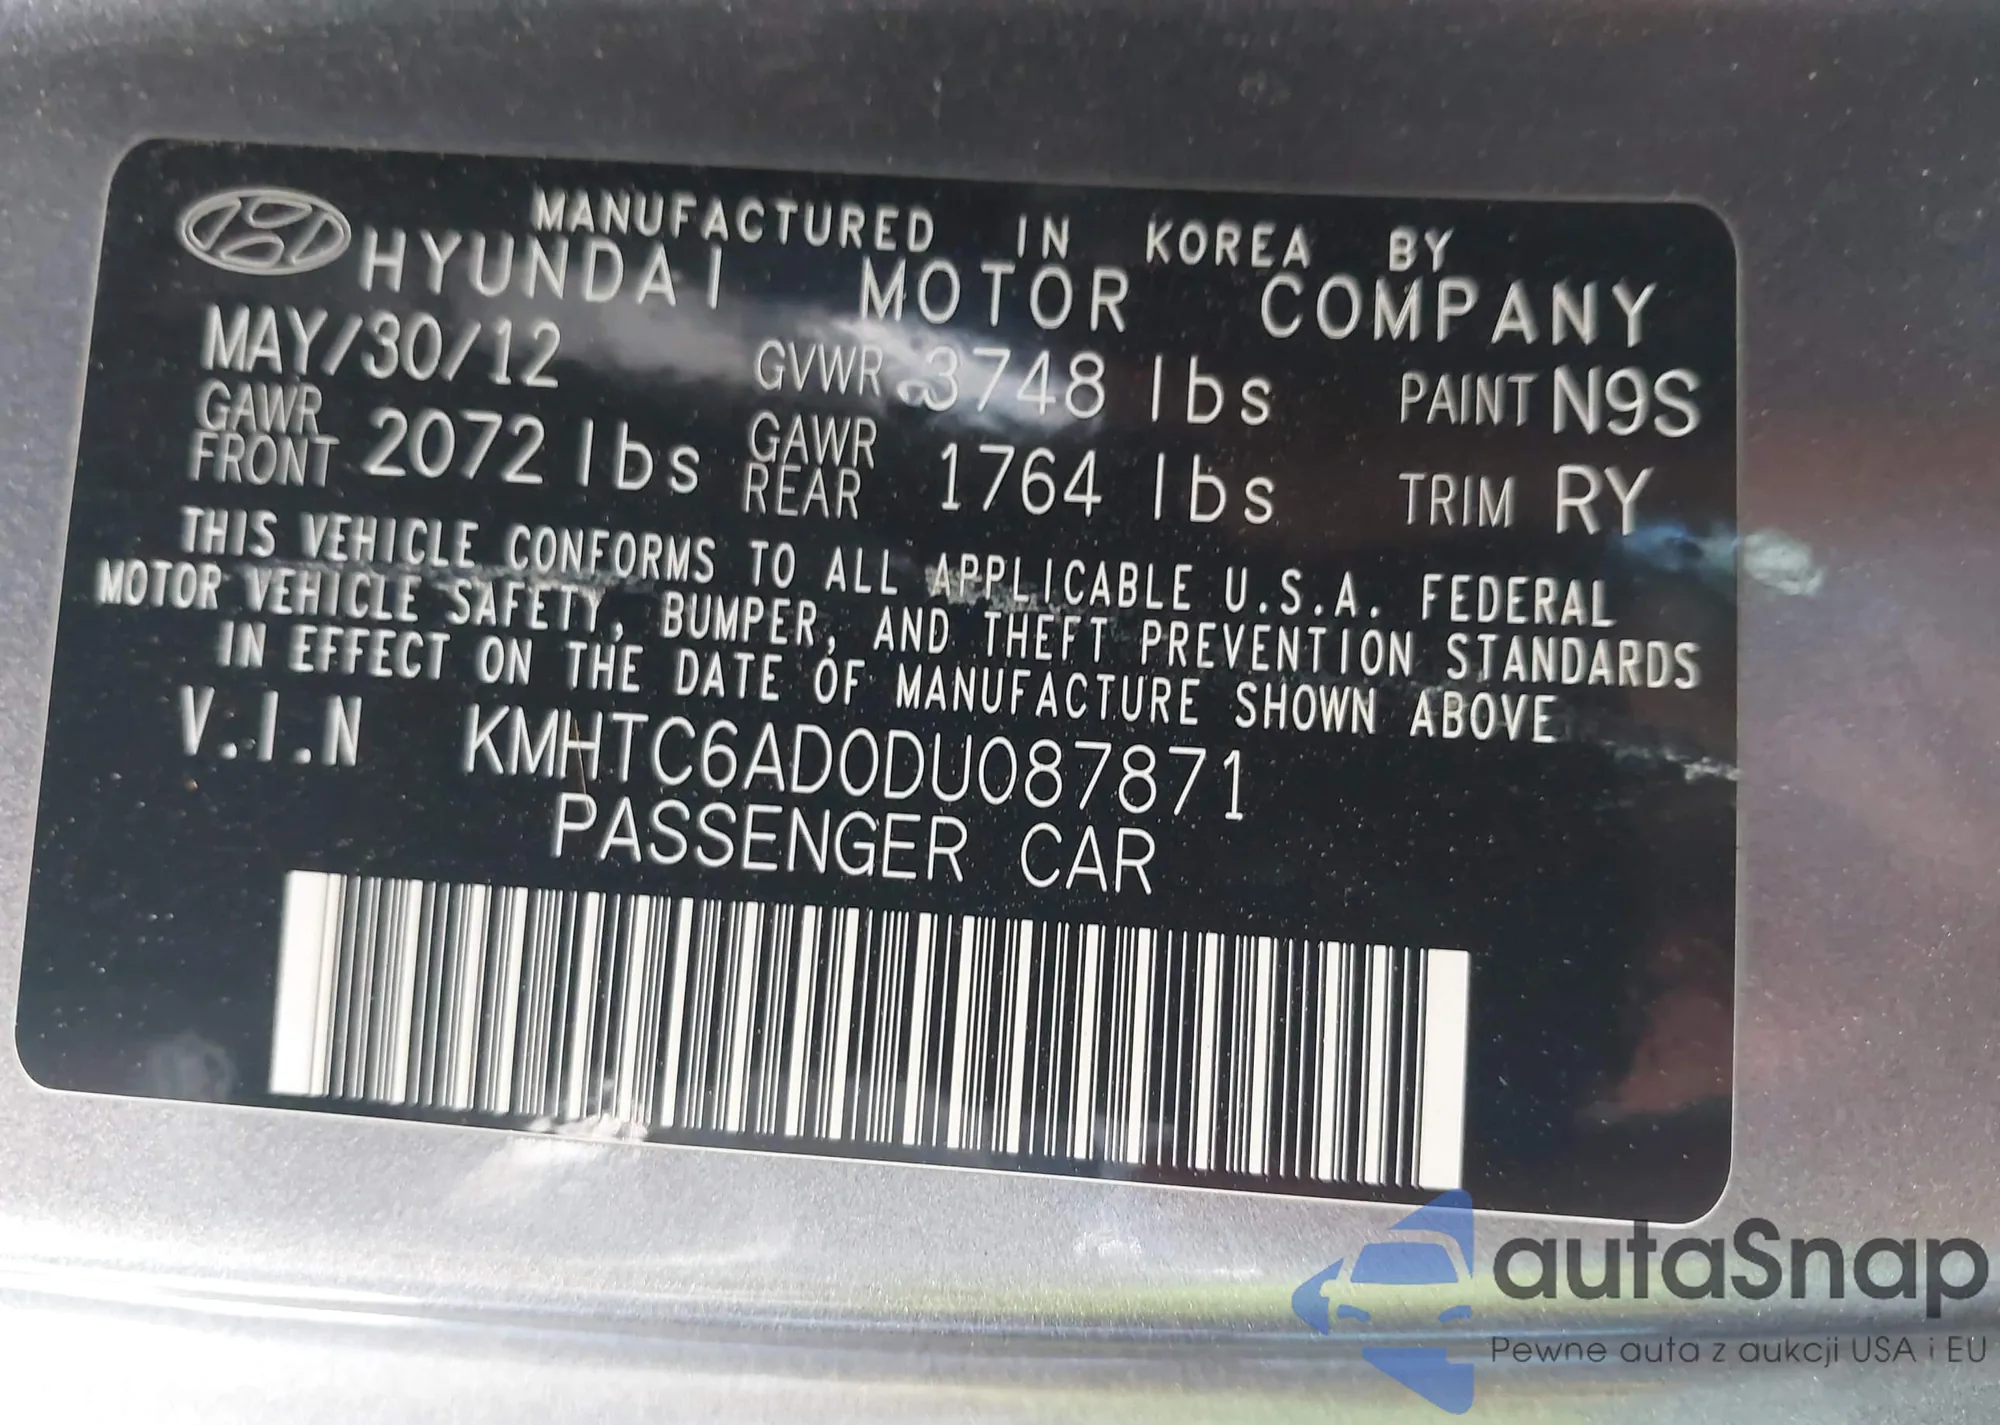 MANUFACTURED IN KOREA BY
HYUNDAI MOTOR COMPANY
MAY/30/12 GVWR 3748 lbs PAINT N9S
GAWR FRONT 2072 lbs GAWR REAR 1764 lbs TRIM RY
THIS VEHICLE CONFORMS TO ALL APPLICABLE U.S.A. FEDERAL
MOTOR VEHICLE SAFETY, BUMPER, AND THEFT PREVENTION STANDARDS
IN EFFECT ON THE DATE OF MANUFACTURE SHOWN ABOVE
V.I.N KMHTC6AD0DU087871
PASSENGER CAR
autaSnap
Pewne auta z aukcji USA i EU